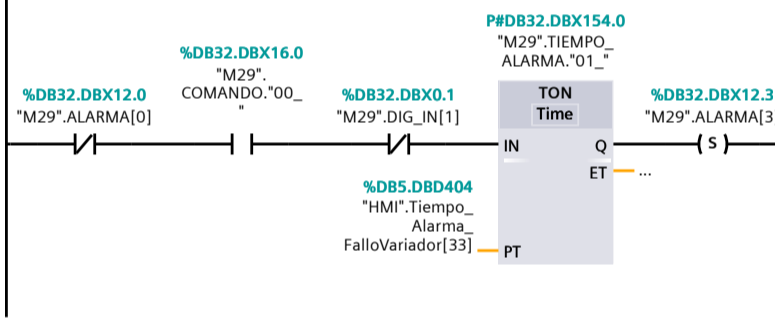 P#DB32.DBX154.0
"M29".TIEMPO_
ALARMA."01_"
%DB32.DBX16.0
"M29".
COMANDO."00_
"
%DB32.DBX12.0
"M29".ALARMA[0]
%DB32.DBX0.1
"M29".DIG_IN[1]
TON
Time
%DB32.DBX12.3
"M29".ALARMA[3
IN
Q
S
ET
...
%DB5.DBD404
"HMI".Tiempo_
Alarma_
FalloVariador[33]
PT